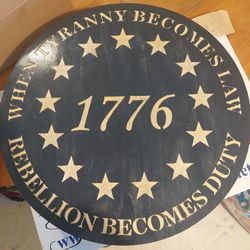 WHEN TYRANNY BECOMES LAW
1776
REBELLION BECOMES DUTY